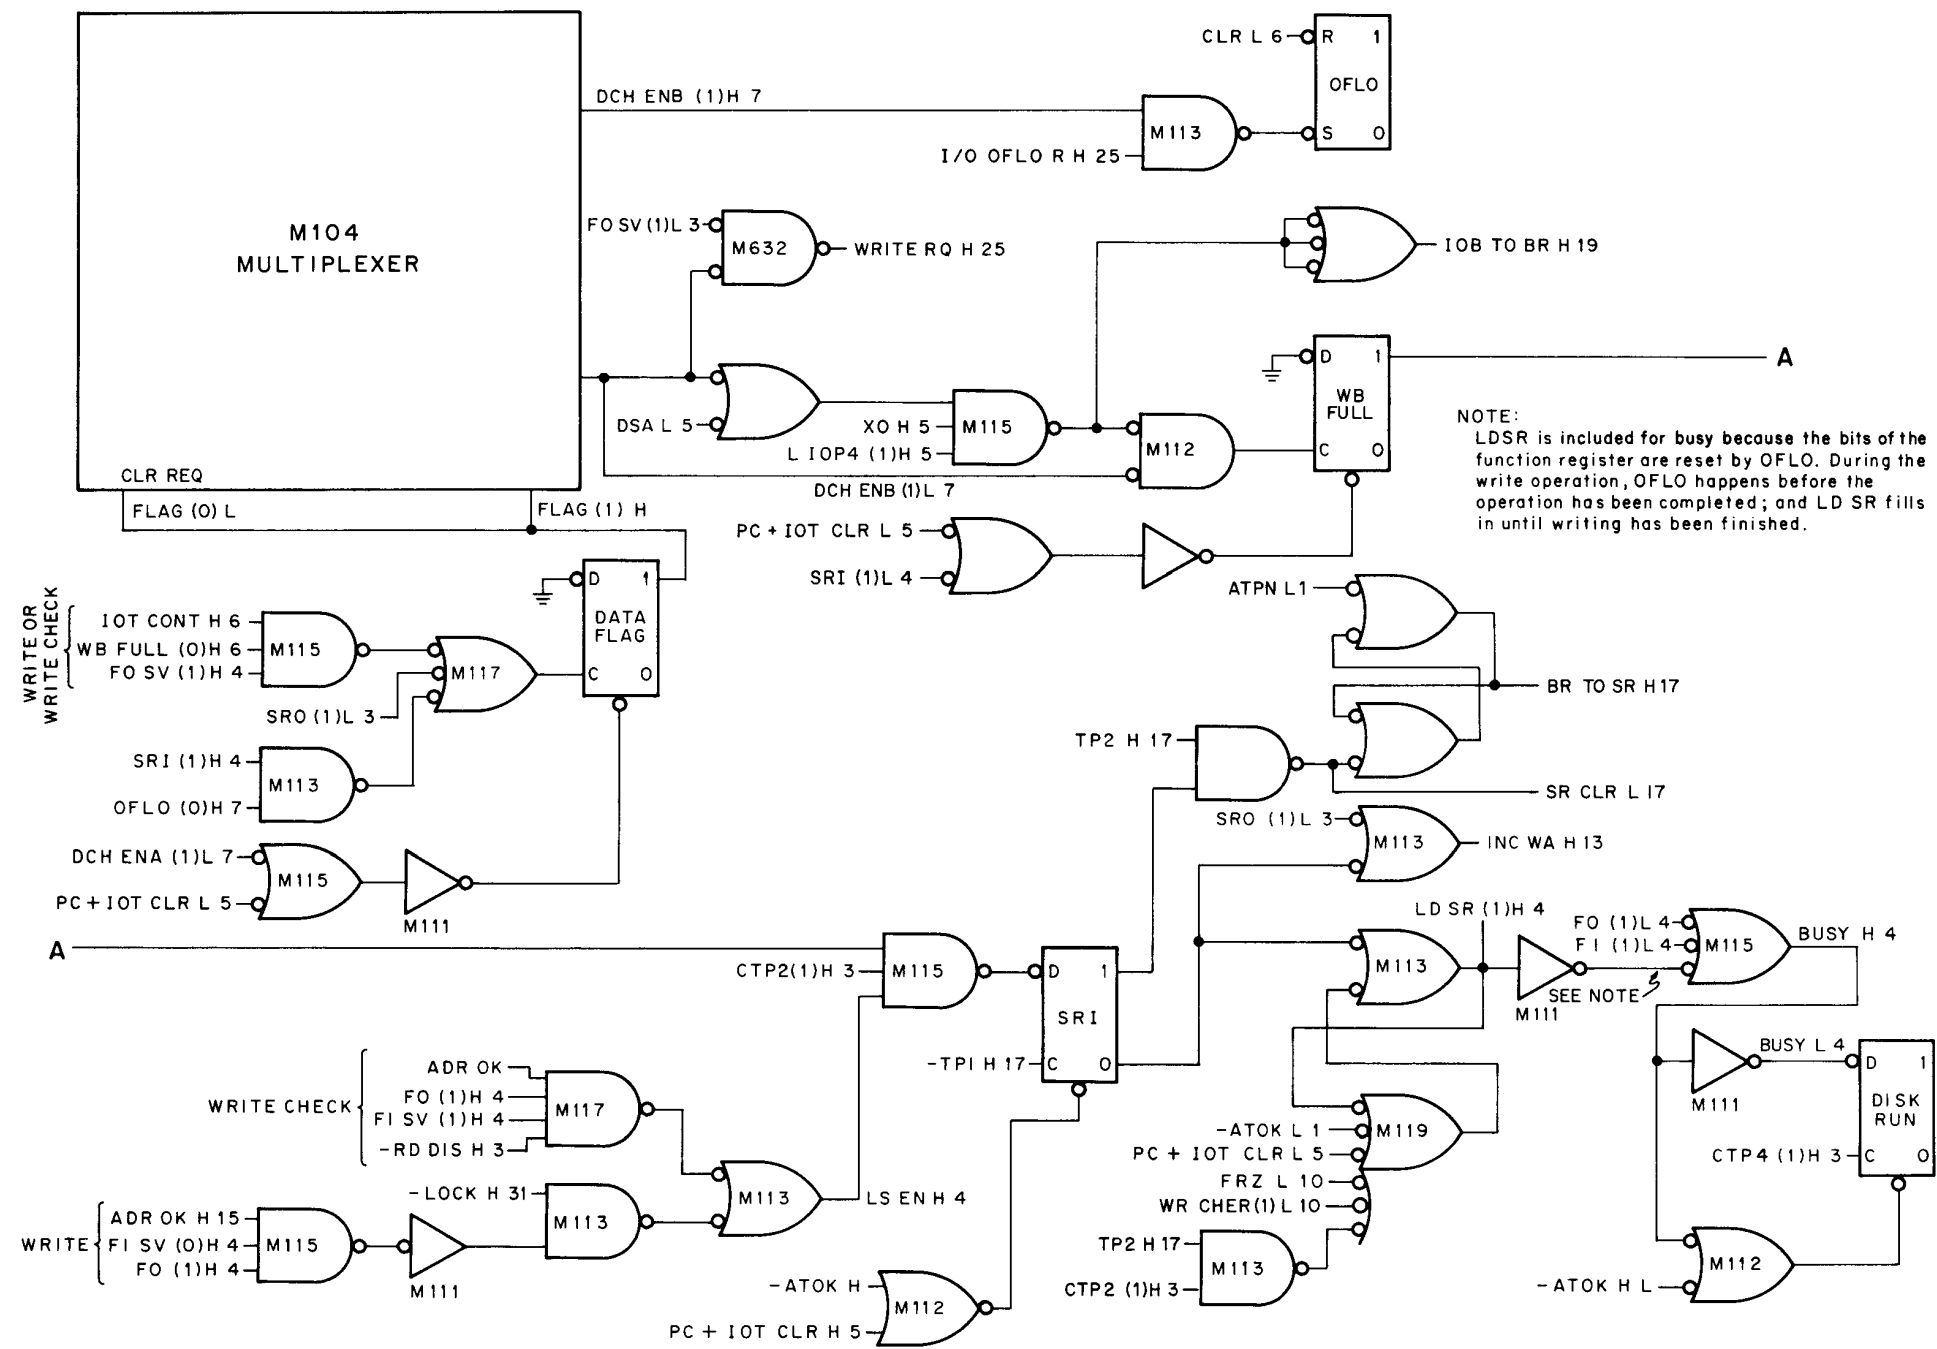 CLR L 6
R 1
OFLO
S 0
DCH ENB (1)H 7
M113
I/O OFLO R H 25
M104
MULTIPLEXER
FO SV (1)L 3
M632
WRITE RQ H 25
IOB TO BR H 19
DSA L 5
XO H 5
M115
L IOP4 (1)H 5
M112
DCH ENB (1)L 7
D 1
WB
FULL
C 0
A
NOTE:
LDSR is included for busy because the bits of the
function register are reset by OFLO. During the
write operation, OFLO happens before the
operation has been completed; and LD SR fills
in until writing has been finished.
CLR REQ
FLAG (0) L
FLAG (1) H
PC + IOT CLR L 5
SRI (1)L 4
D 1
DATA
FLAG
C 0
WRITE OR
WRITE CHECK
IOT CONT H 6
WB FULL (0)H 6
FO SV (1)H 4
M115
M117
SRO (1)L 3
SRI (1)H 4
M113
OFLO (0)H 7
DCH ENA (1)L 7
M115
PC + IOT CLR L 5
M111
ATPN L1
BR TO SR H 17
TP2 H 17
SR CLR L 17
SRO (1)L 3
M113
INC WA H 13
A
CTP2(1)H 3
M115
D 1
SRI
-TP1 H 17
C 0
LD SR (1)H 4
M113
M111
SEE NOTE
FO (1)L 4
F1 (1)L 4
M115
BUSY H 4
BUSY L 4
M111
D 1
DISK
RUN
CTP4 (1)H 3
C 0
M112
-ATOK H L
WRITE CHECK
ADR OK
FO (1)H 4
F1 SV (1)H 4
-RD DIS H 3
M117
-LOCK H 31
M113
M113
LS EN H 4
WRITE
ADR OK H 15
F1 SV (0)H 4
FO (1)H 4
M115
M111
-ATOK H
M112
PC + IOT CLR H 5
-ATOK L 1
M119
PC + IOT CLR L 5
FRZ L 10
WR CHER(1) L 10
TP2 H 17
M113
CTP2 (1)H 3